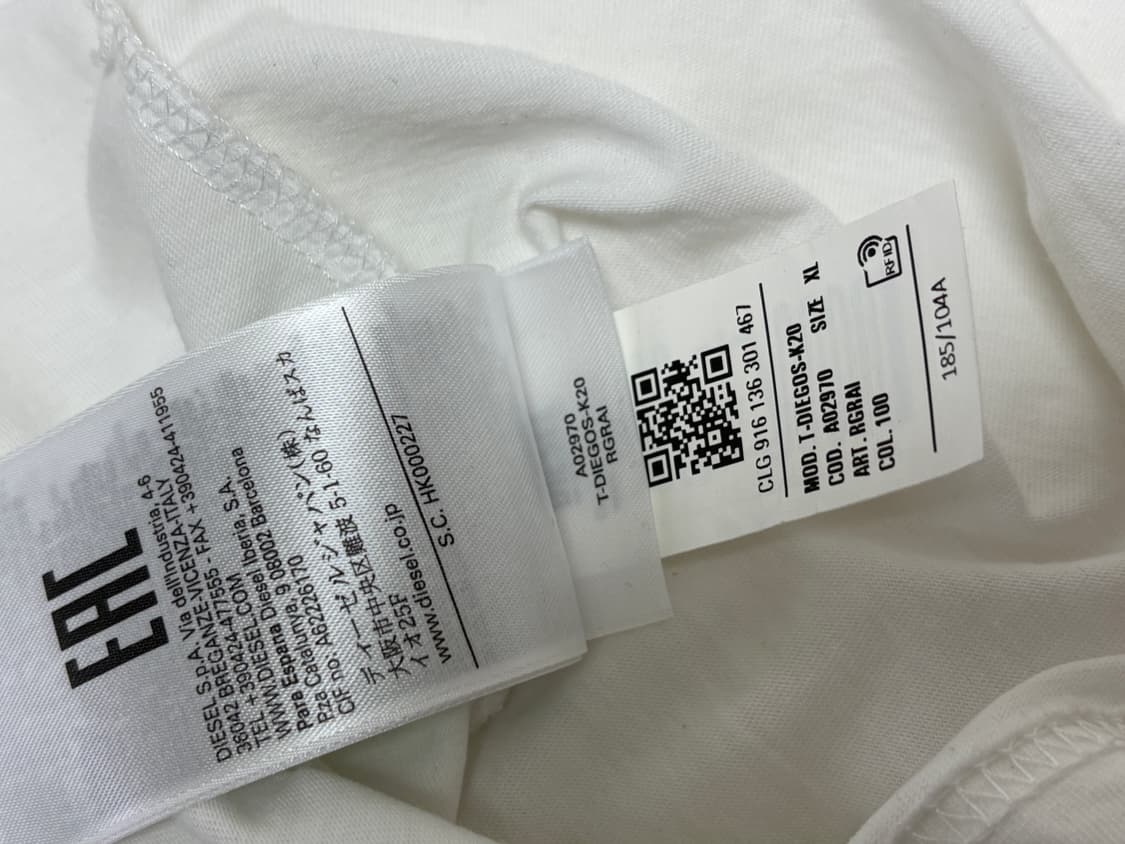 EAC
DIESEL S.p.A. Via dell'Industria, 4-6
36042 BREGANZE-VICENZA-ITALY
TEL +390424-477555 - FAX +390424-411955
WWW.DIESEL.COM
Para Espana: Diesel Iberia, S.A.
Pza Catalunya, 9 08002 Barcelona
CIF no A62226170
ディーゼルジャパン(株)
大阪市中央区難波 5-1-60 なんばスカ
イオ25F
www.diesel.co.jp
S.C. HK000227
A02970
T-DIEGOS-K20
RGRAI
CLG 916 136 301 467
MOD. T-DIEGOS-K20
COD. A02970 SIZE XL
ART. RGRAI
COL. 100
RFID
185/104A